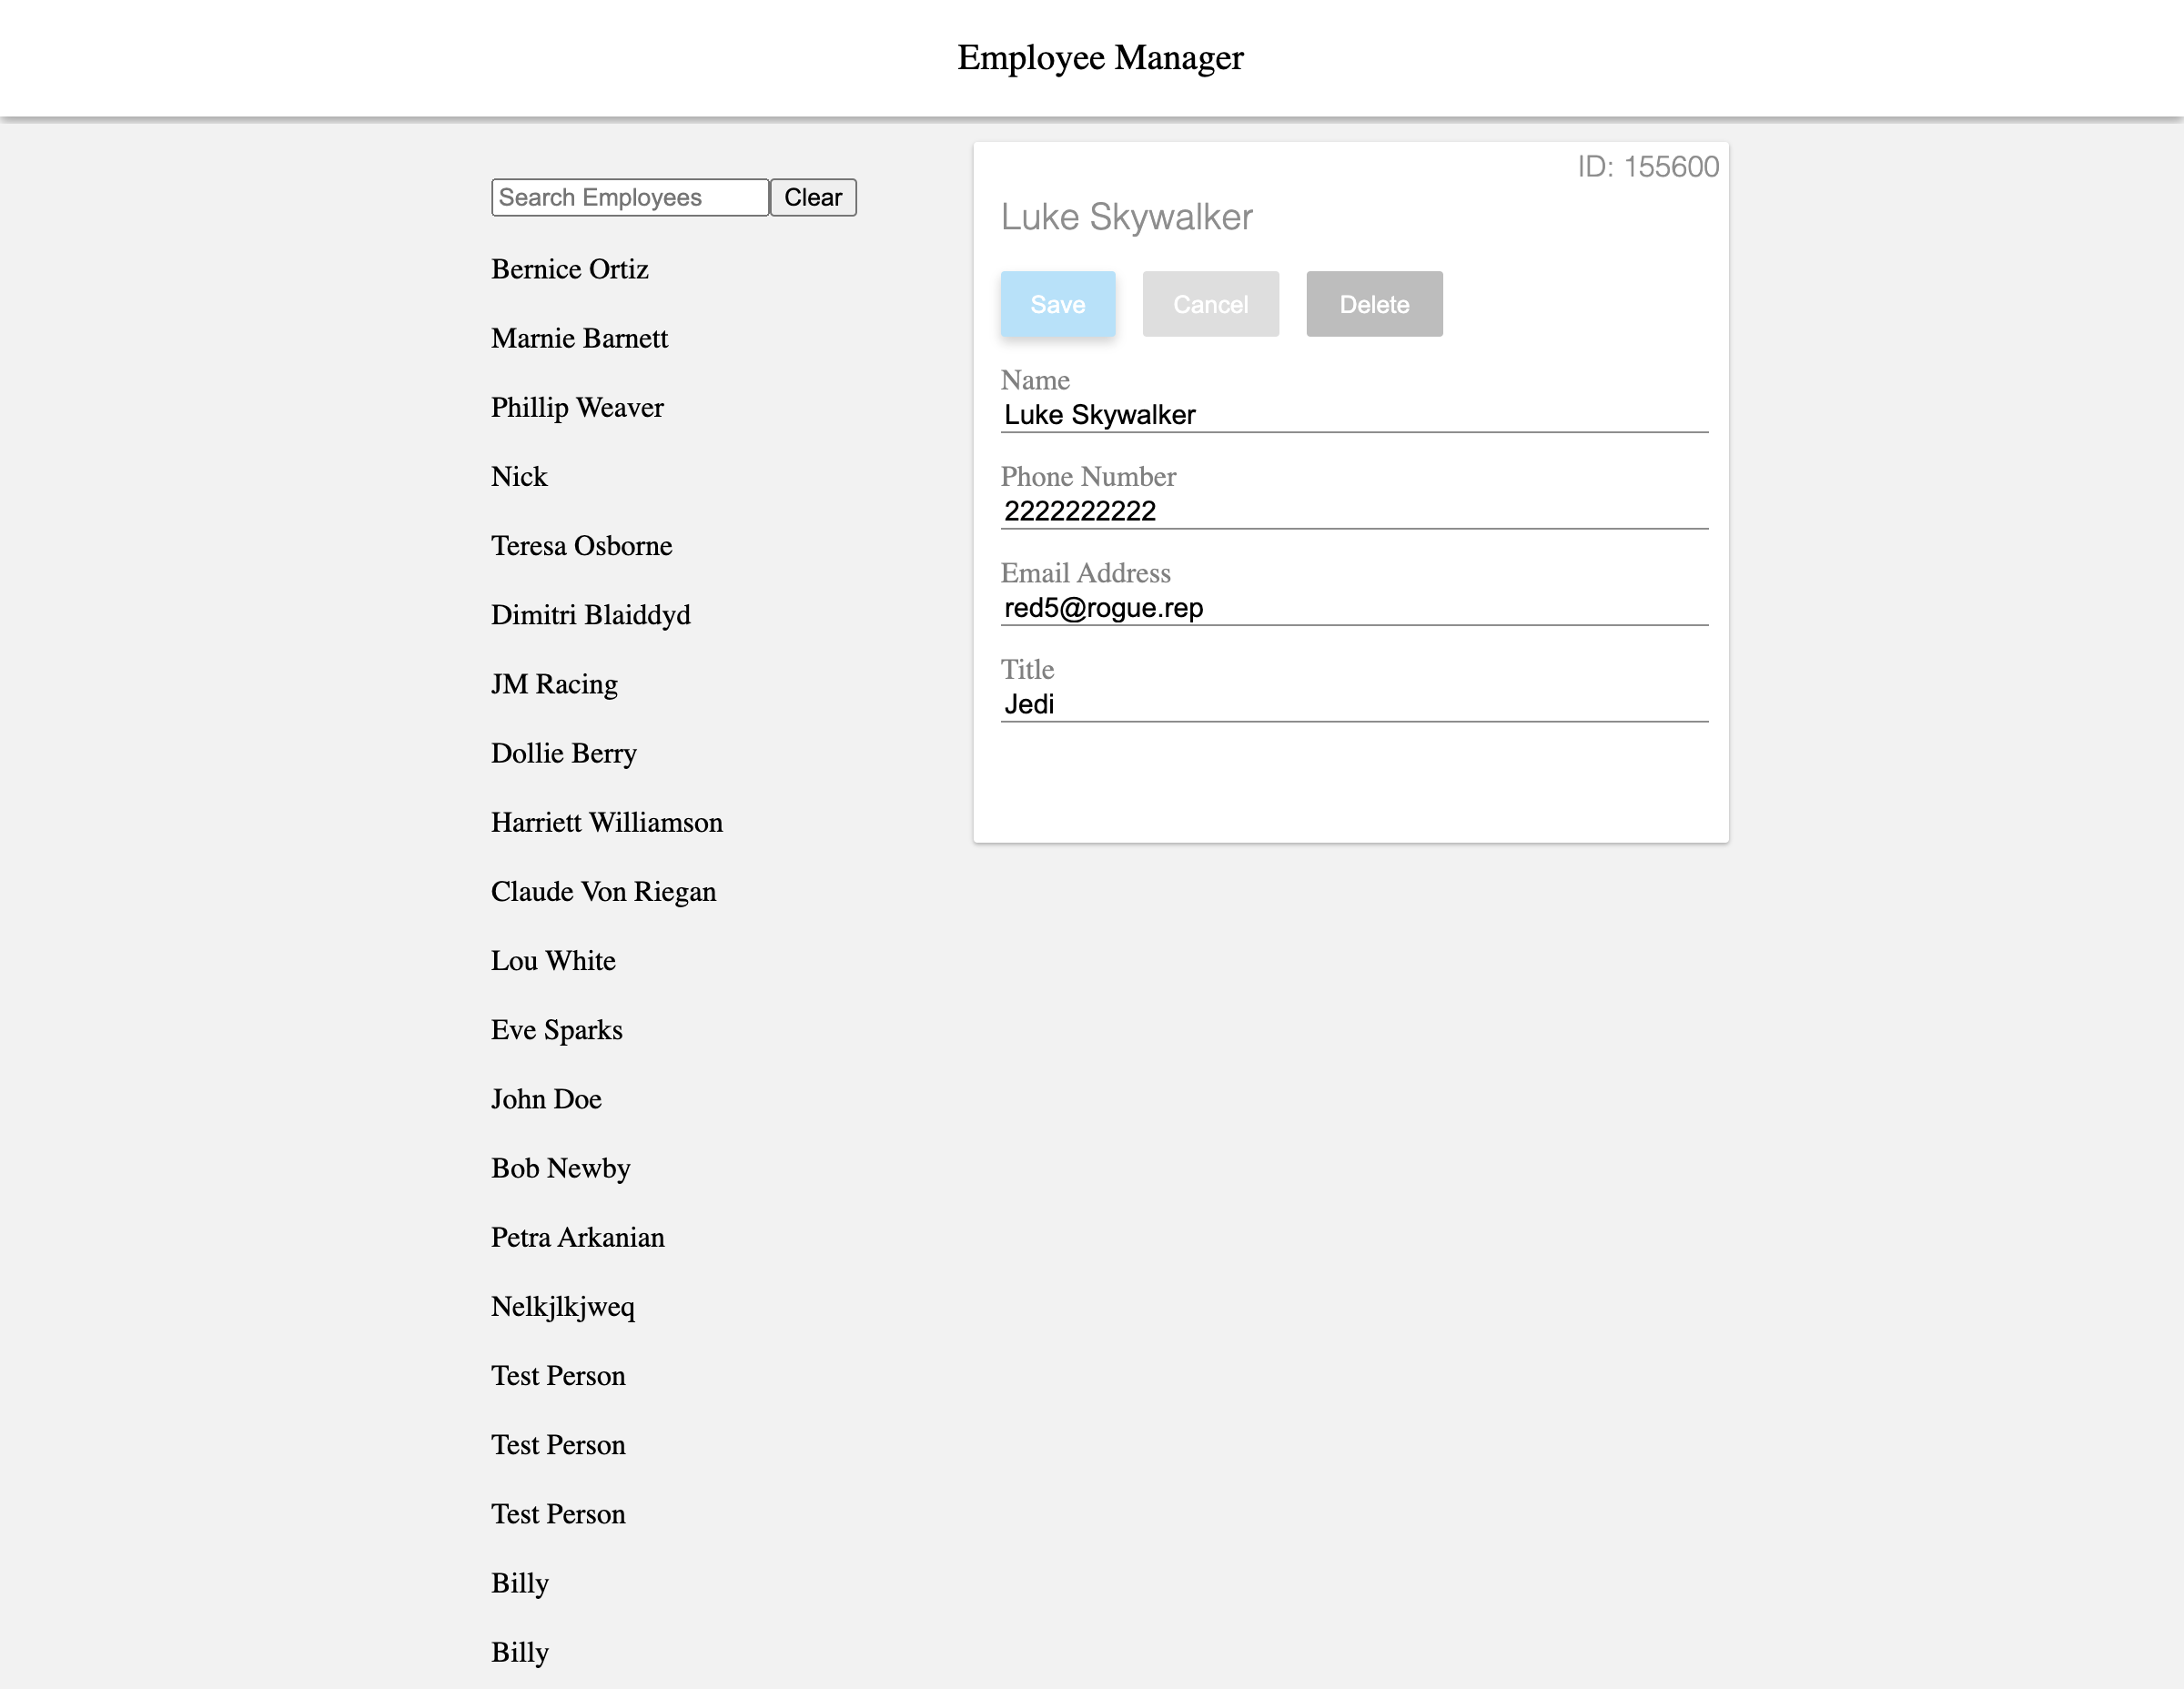 Employee Manager
Search Employees Clear
Bernice Ortiz
Marnie Barnett
Phillip Weaver
Nick
Teresa Osborne
Dimitri Blaiddyd
JM Racing
Dollie Berry
Harriett Williamson
Claude Von Riegan
Lou White
Eve Sparks
John Doe
Bob Newby
Petra Arkanian
Nelkjlkjweq
Test Person
Test Person
Test Person
Billy
Billy
ID: 155600
Luke Skywalker
Save Cancel Delete
Name
Luke Skywalker
Phone Number
2222222222
Email Address
red5@rogue.rep
Title
Jedi